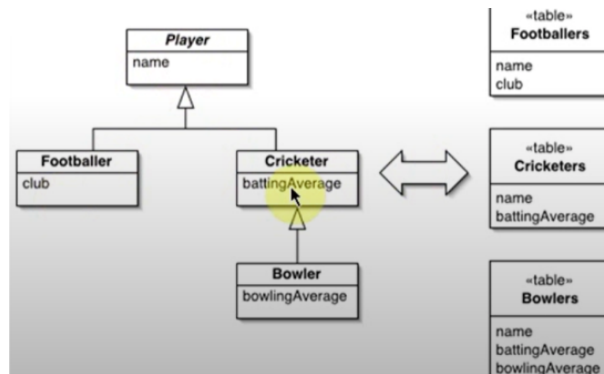 Player
name
Footballer
club
Cricketer
battingAverage
Bowler
bowlingAverage
«table»
Footballers
name
club
«table»
Cricketers
name
battingAverage
«table»
Bowlers
name
battingAverage
bowlingAverage